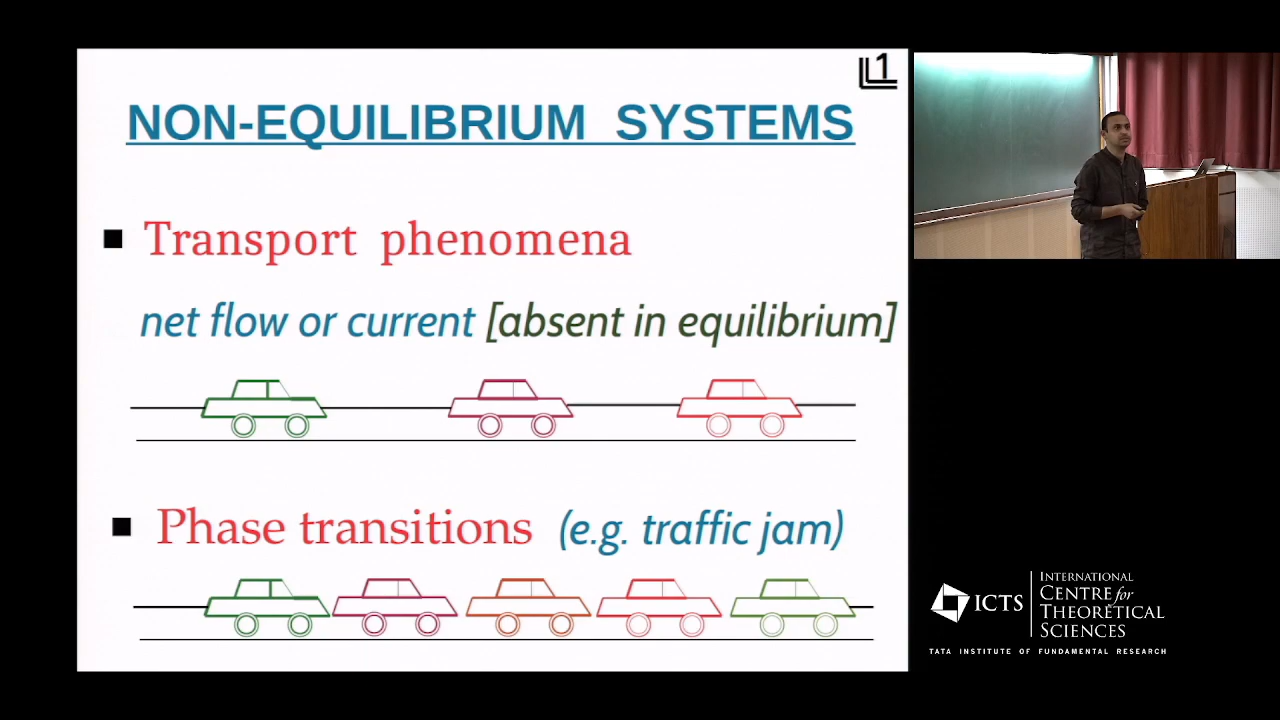 1
NON-EQUILIBRIUM SYSTEMS
Transport phenomena
net flow or current [absent in equilibrium]
Phase transitions (e.g. traffic jam)
ICTS
INTERNATIONAL
CENTRE for
THEORETICAL
SCIENCES
TATA INSTITUTE OF FUNDAMENTAL RESEARCH